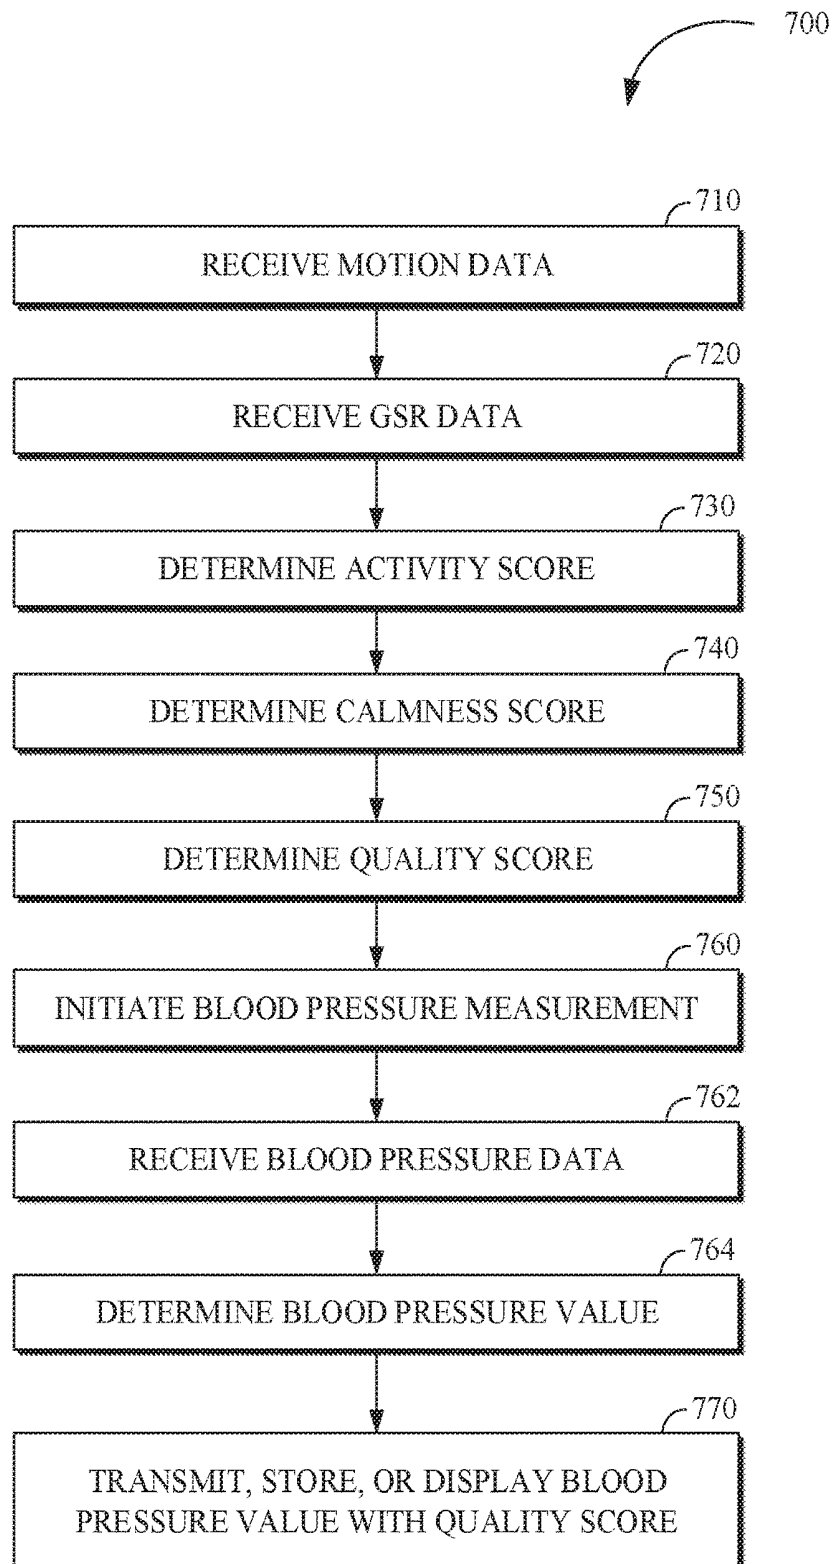 700
710
RECEIVE MOTION DATA
720
RECEIVE GSR DATA
730
DETERMINE ACTIVITY SCORE
740
DETERMINE CALMNESS SCORE
750
DETERMINE QUALITY SCORE
760
INITIATE BLOOD PRESSURE MEASUREMENT
762
RECEIVE BLOOD PRESSURE DATA
764
DETERMINE BLOOD PRESSURE VALUE
770
TRANSMIT, STORE, OR DISPLAY BLOOD
PRESSURE VALUE WITH QUALITY SCORE